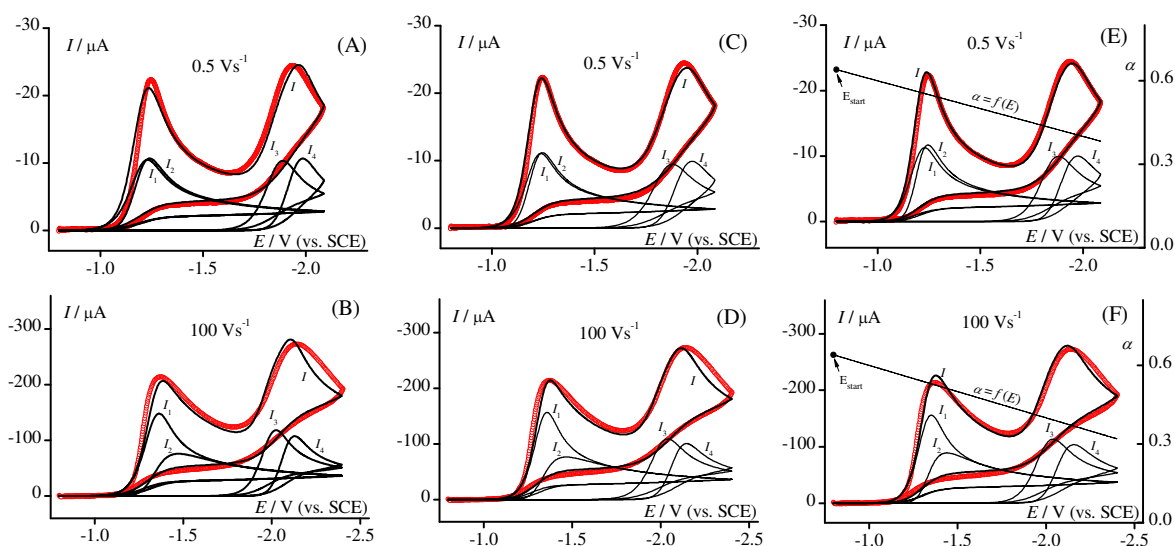 -30
I / µA
(A)
0.5 Vs⁻¹
-20
I
-10
I₂
I₁
I₃
I₄
0
E / V (vs. SCE)
-1.0
-1.5
-2.0
-30
I / µA
(C)
0.5 Vs⁻¹
-20
I
-10
I₂
I₁
I₃
I₄
0
E / V (vs. SCE)
-1.0
-1.5
-2.0
-30
I / µA
(E)
0.5 Vs⁻¹
α
-20
I
E_start
α = f(E)
0.6
-10
I₂
I₁
I₃
I₄
0.3
0
E / V (vs. SCE)
0.0
-1.0
-1.5
-2.0
I / µA
(B)
100 Vs⁻¹
-300
I
-200
I₁
I₂
I₃
I₄
-100
0
E / V (vs. SCE)
-1.0
-1.5
-2.0
-2.5
I / µA
(D)
100 Vs⁻¹
-300
I
-200
I₁
I₂
I₃
I₄
-100
0
E / V (vs. SCE)
-1.0
-1.5
-2.0
-2.5
I / µA
(F)
100 Vs⁻¹
α
-300
E_start
I
α = f(E)
0.6
-200
I₁
I₂
I₃
I₄
0.3
-100
0
E / V (vs. SCE)
0.0
-1.0
-1.5
-2.0
-2.5